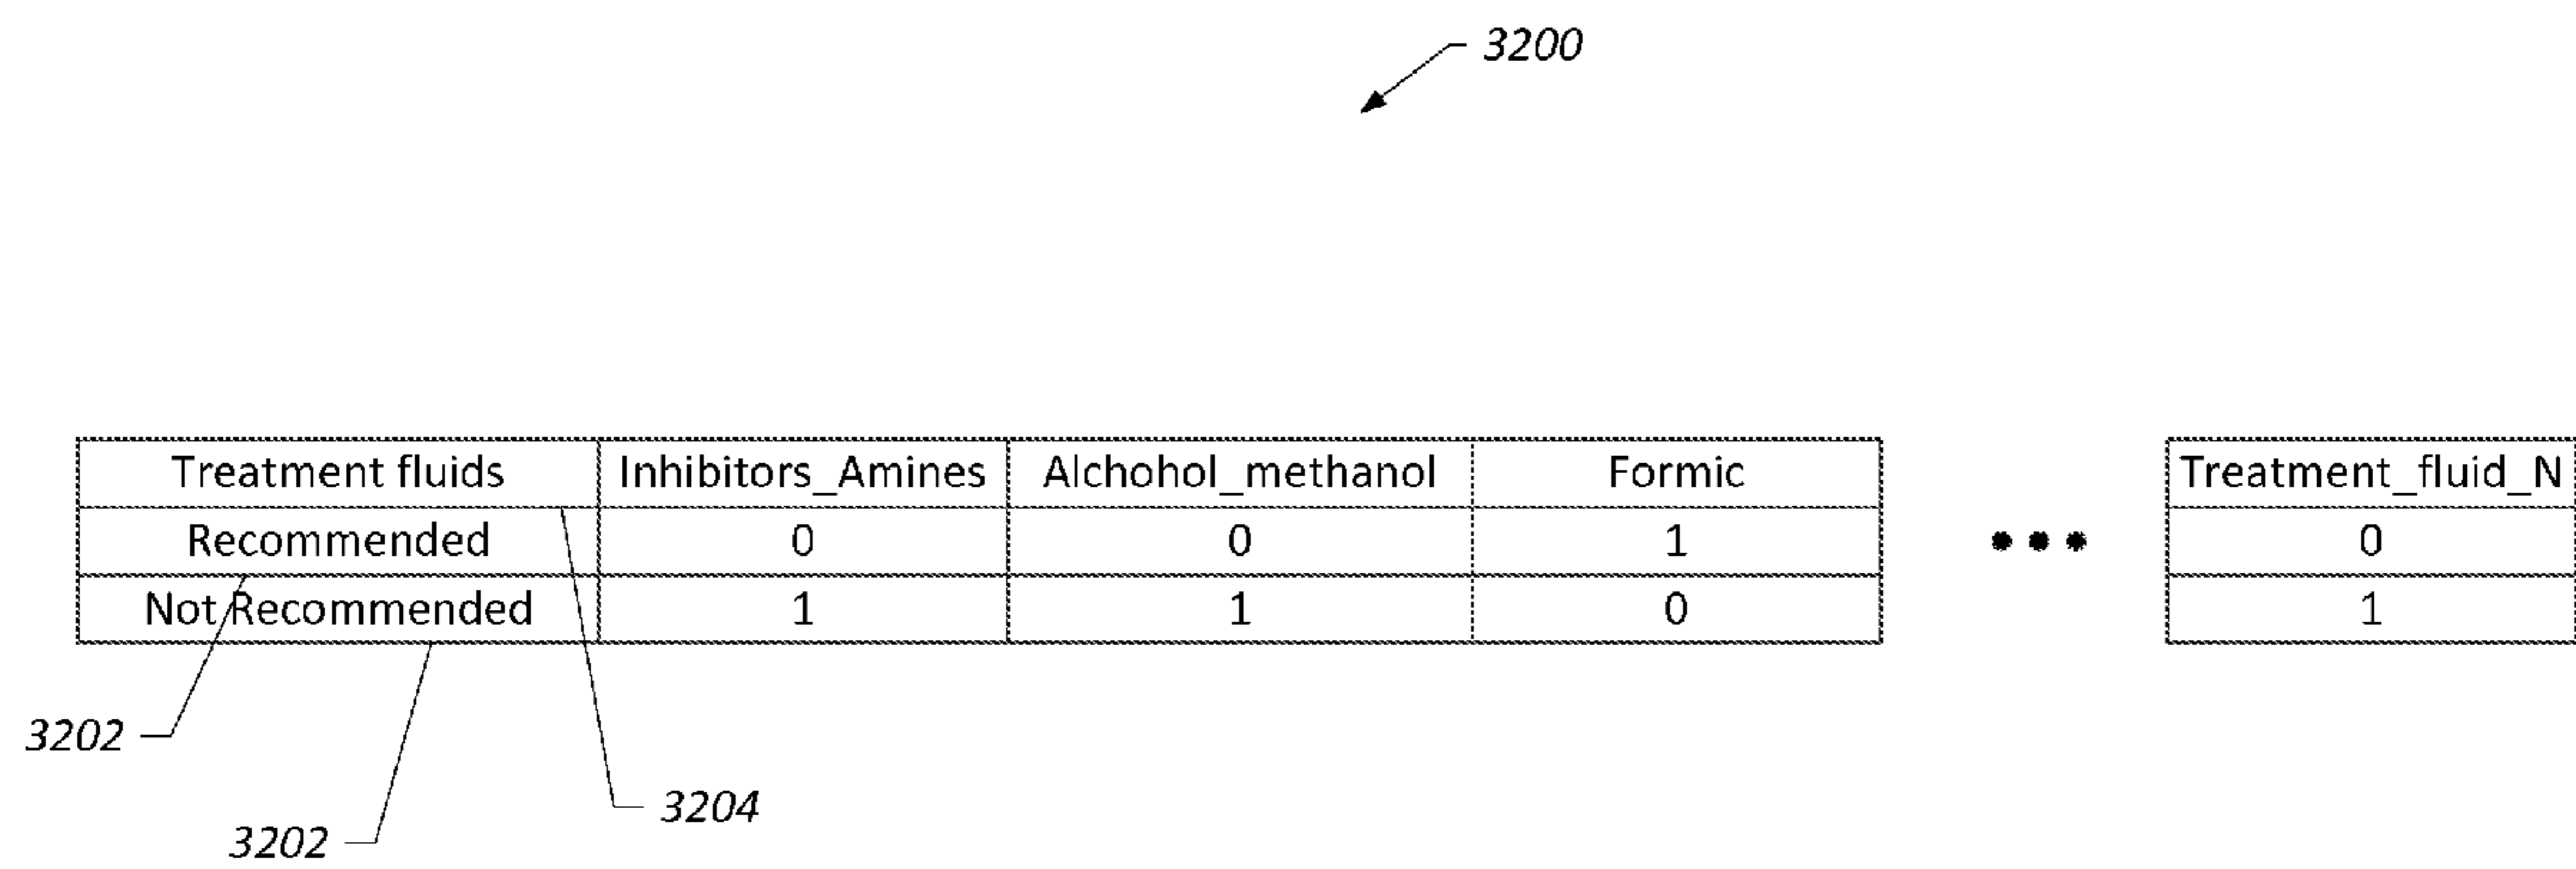 3200
Treatment fluids Inhibitors_Amines Alchohol_methanol Formic Treatment_fluid_N
Recommended 0 0 1 ••• 0
Not Recommended 1 1 0 1
3202
3204
3202